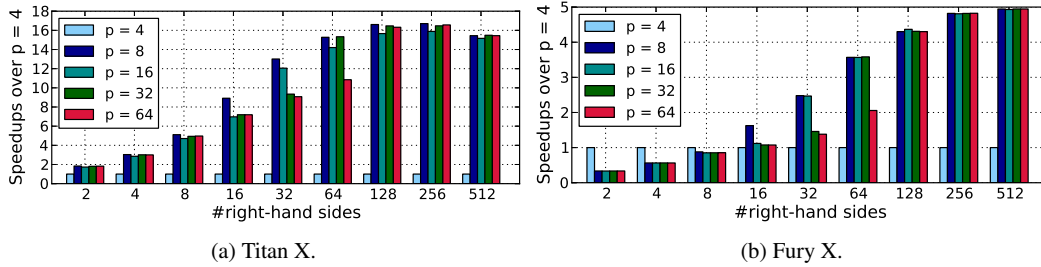 Speedups over p = 4
18
16
14
12
10
8
6
4
2
0
p = 4
p = 8
p = 16
p = 32
p = 64
2 4 8 16 32 64 128 256 512
#right-hand sides
(a) Titan X.
Speedups over p = 4
5
4
3
2
1
0
p = 4
p = 8
p = 16
p = 32
p = 64
2 4 8 16 32 64 128 256 512
#right-hand sides
(b) Fury X.